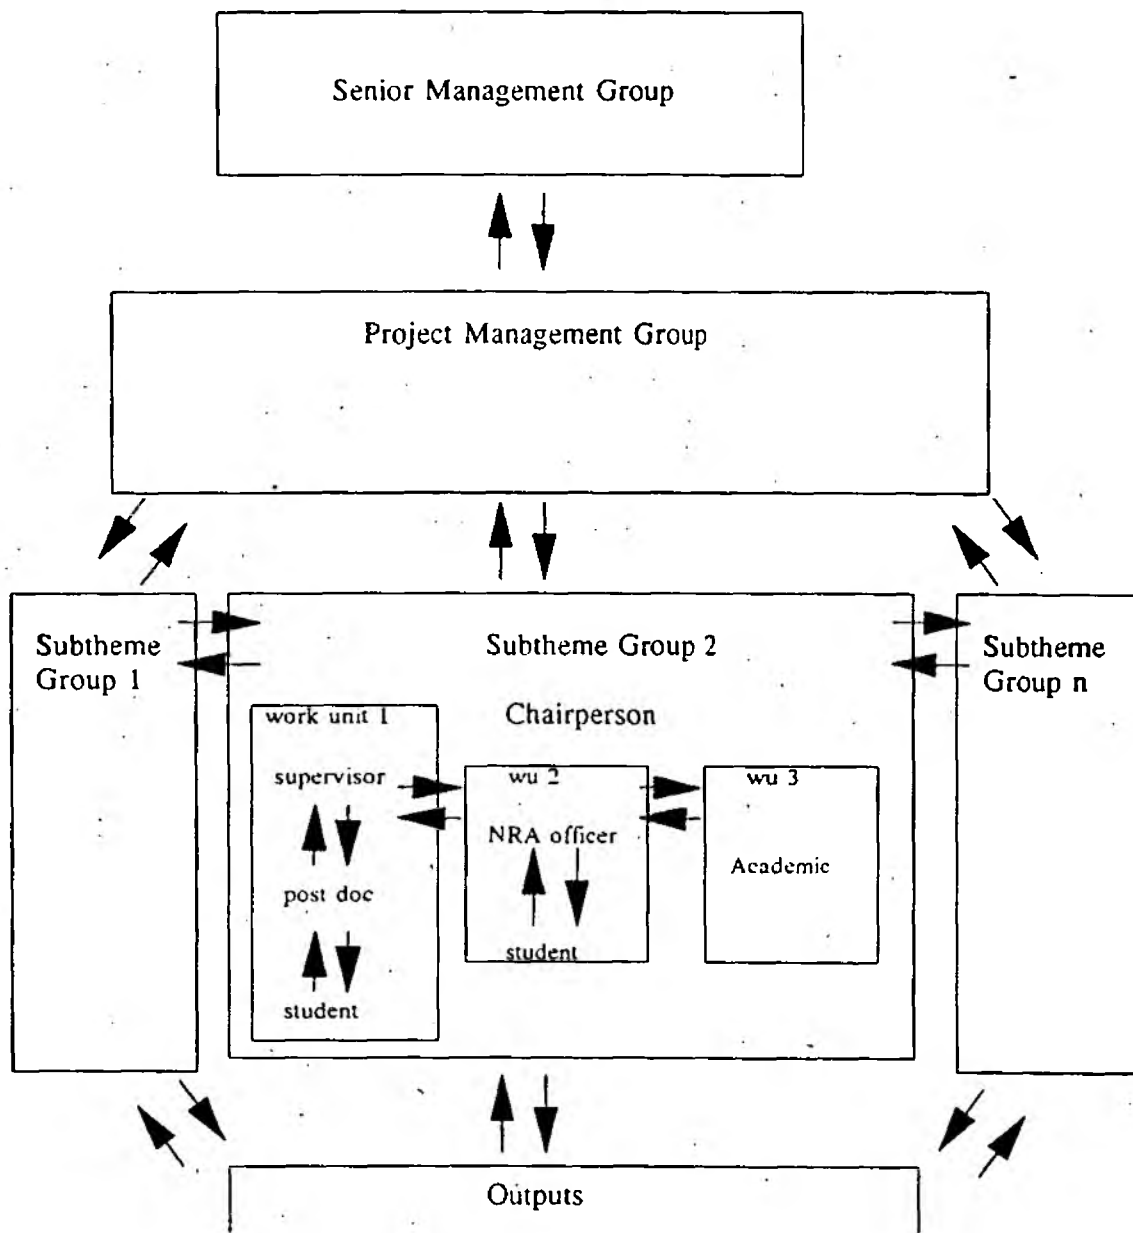 Senior Management Group
Project Management Group
Subtheme
Group 1
Subtheme Group 2
Subtheme
Group n
Chairperson
work unit 1
supervisor
post doc
student
wu 2
NRA officer
student
wu 3
Academic
Outputs